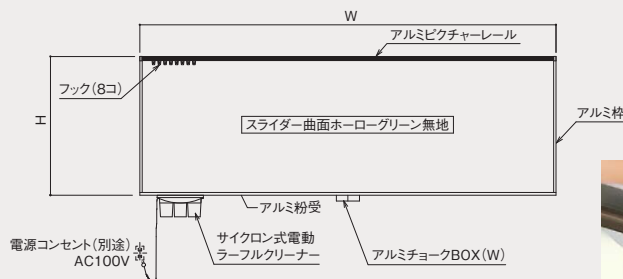 W
アルミピクチャーレール
フック(8コ)
H
アルミ枠
スライダー曲面ホーローグリーン無地
アルミ粉受
電源コンセント(別途)
AC100V
サイクロン式電動
ラーフルクリーナー
アルミチョークBOX(W)